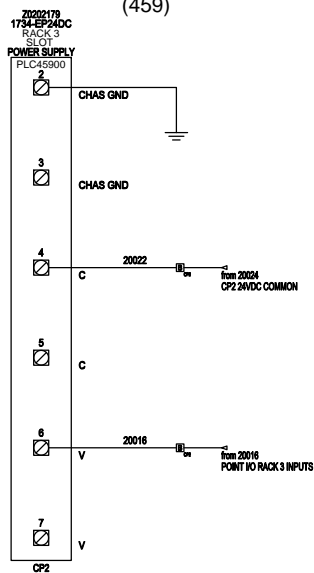 (459)
Z0202179
1734-EP24DC
RACK 3
SLOT
POWER SUPPLY
PLC45900
2
CHAS GND
3
CHAS GND
4
20022
C
from 20024
CP2 24VDC COMMON
5
C
6
20016
V
from 20016
POINT I/O RACK 3 INPUTS
7
V
CP2